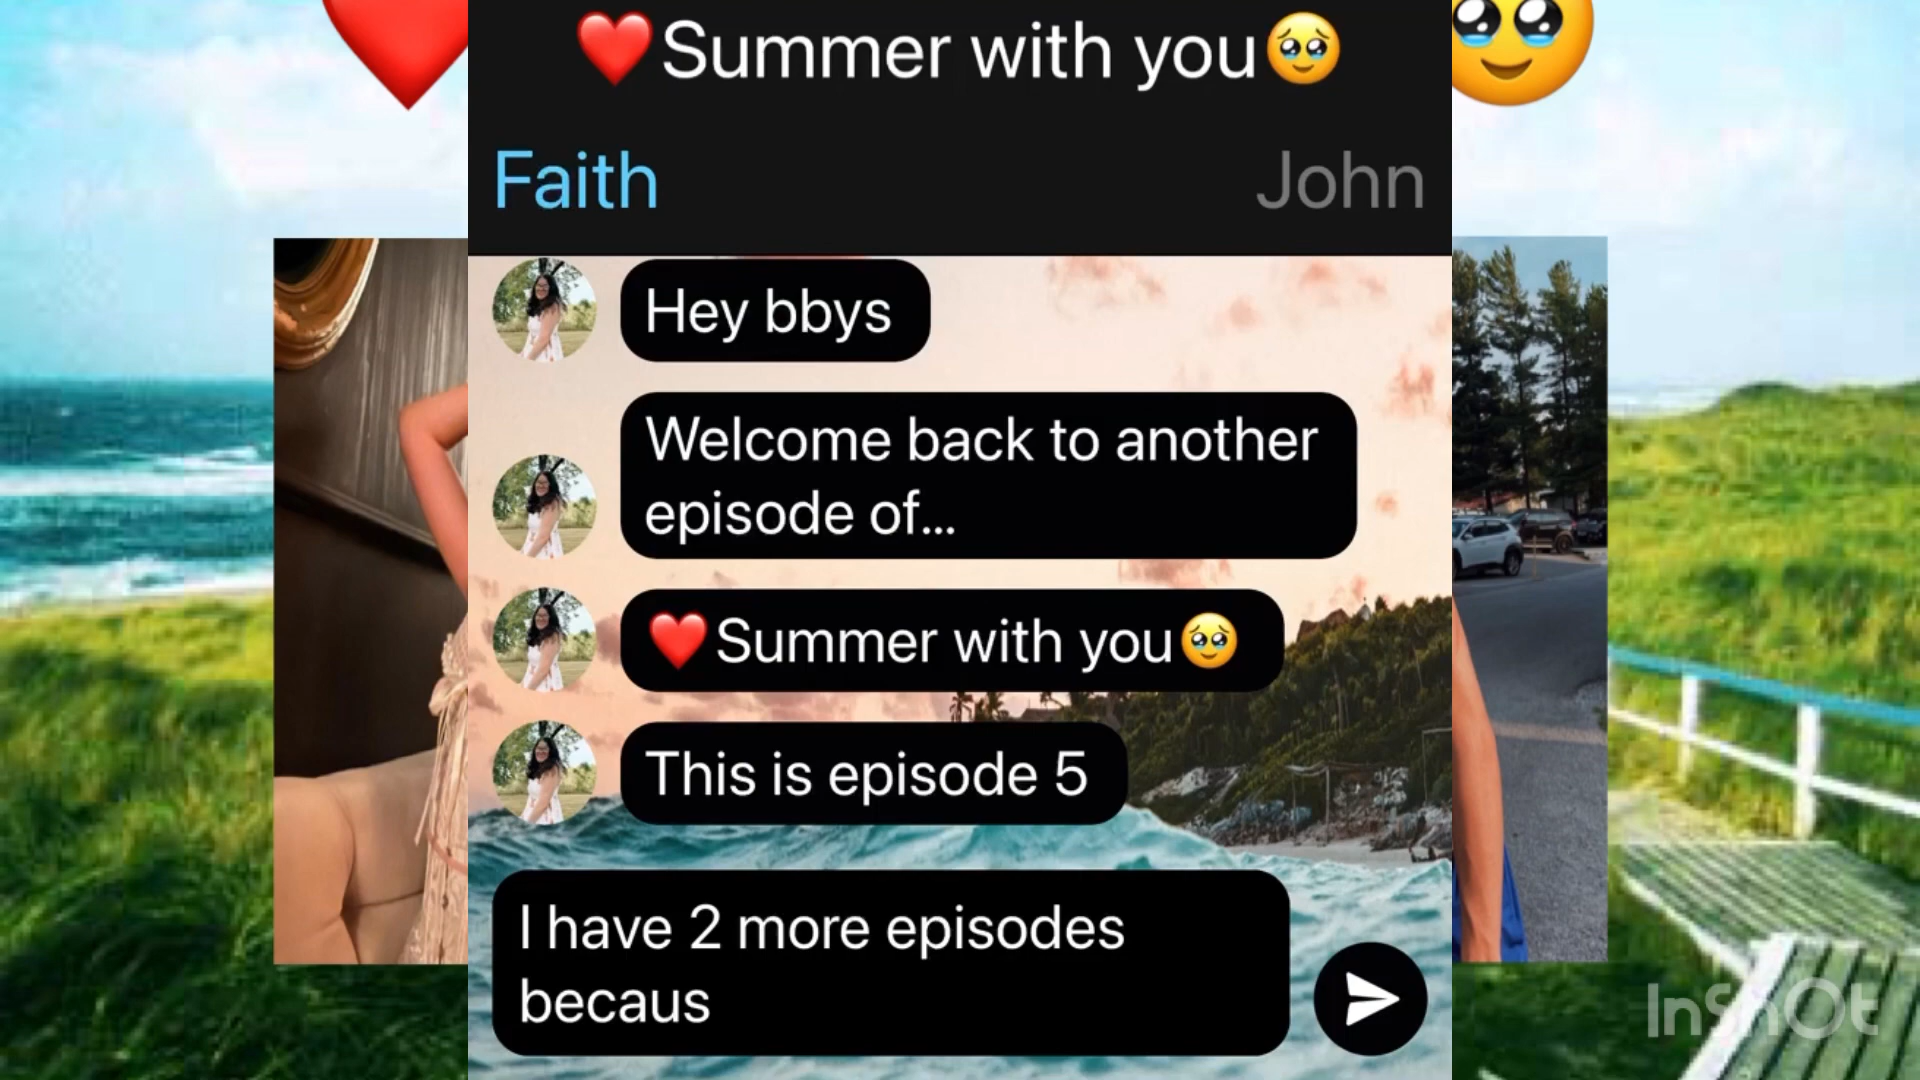 ❤️Summer with you🥹
Faith
John
Hey bbys
Welcome back to another
episode of...
❤️Summer with you🥹
This is episode 5
I have 2 more episodes
becaus
InShOt